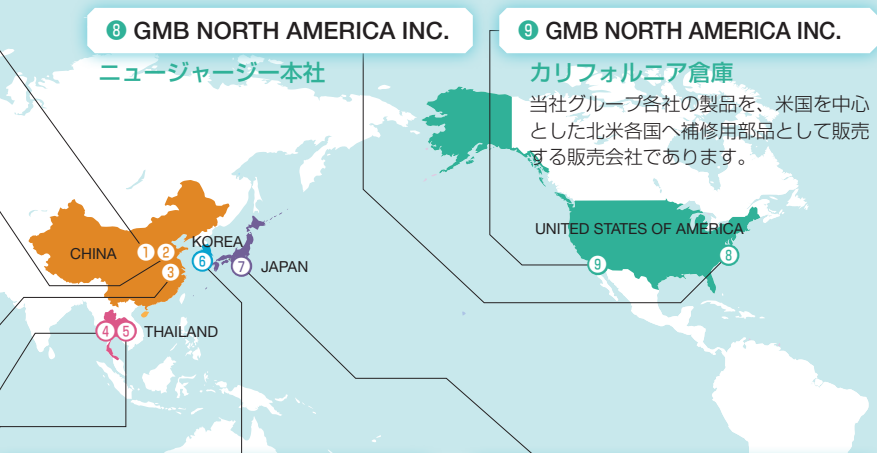 ❽ GMB NORTH AMERICA INC.
ニュージャージー本社
❾ GMB NORTH AMERICA INC.
カリフォルニア倉庫
当社グループ各社の製品を、米国を中心
とした北米各国へ補修用部品として販売
する販売会社であります。
UNITED STATES OF AMERICA
CHINA
①
②
③
KOREA
⑥
⑦
JAPAN
④
⑤
THAILAND
⑧
⑨